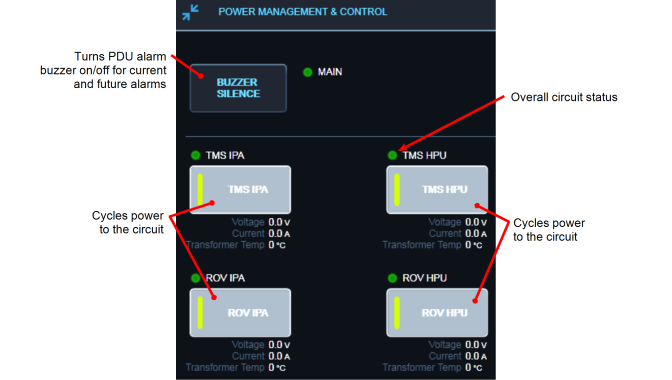 POWER MANAGEMENT & CONTROL
Turns PDU alarm
buzzer on/off for current
and future alarms
BUZZER
SILENCE
MAIN
Overall circuit status
TMS IPA
TMS HPU
TMS IPA
TMS HPU
Voltage 0.0 V
Current 0.0 A
Transformer Temp 0 °C
Voltage 0.0 V
Current 0.0 A
Transformer Temp 0 °C
Cycles power
to the circuit
Cycles power
to the circuit
ROV IPA
ROV HPU
ROV IPA
ROV HPU
Voltage 0.0 V
Current 0.0 A
Transformer Temp 0 °C
Voltage 0.0 V
Current 0.0 A
Transformer Temp 0 °C